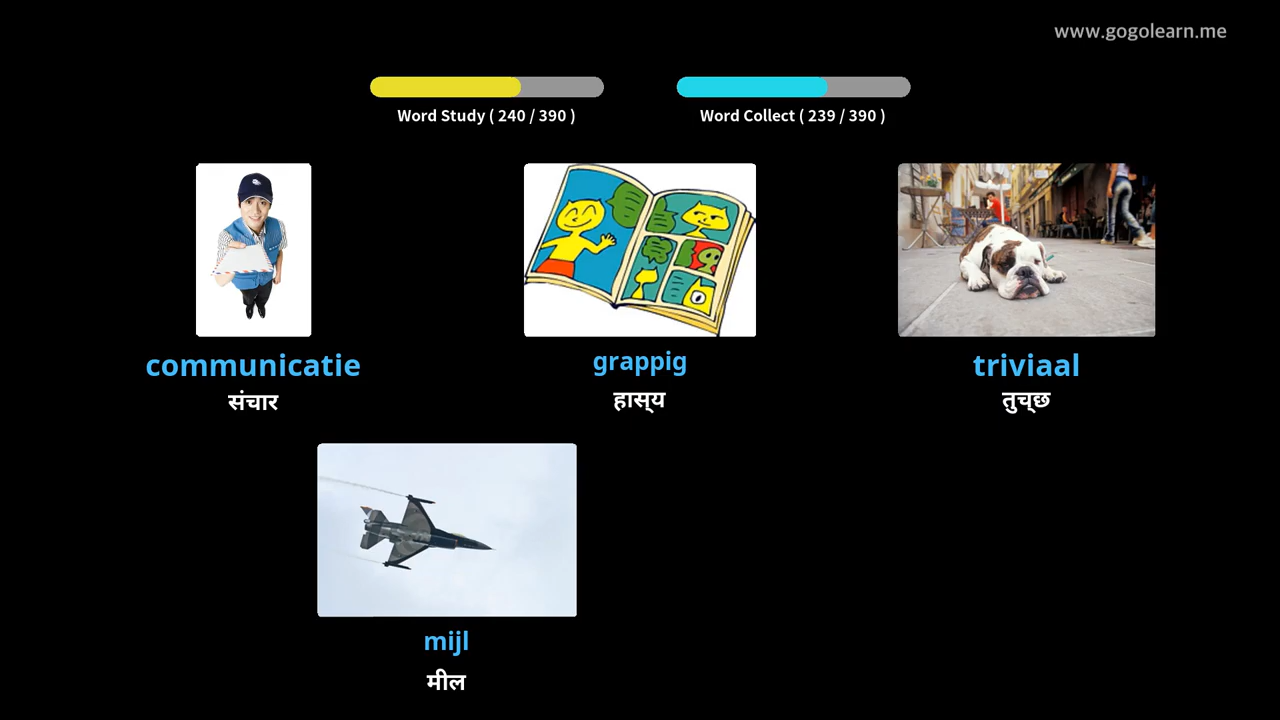 www.gogolearn.me
Word Study ( 240 / 390 )
Word Collect ( 239 / 390 )
communicatie
संचार
grappig
हास्य
triviaal
तुच्छ
mijl
मील